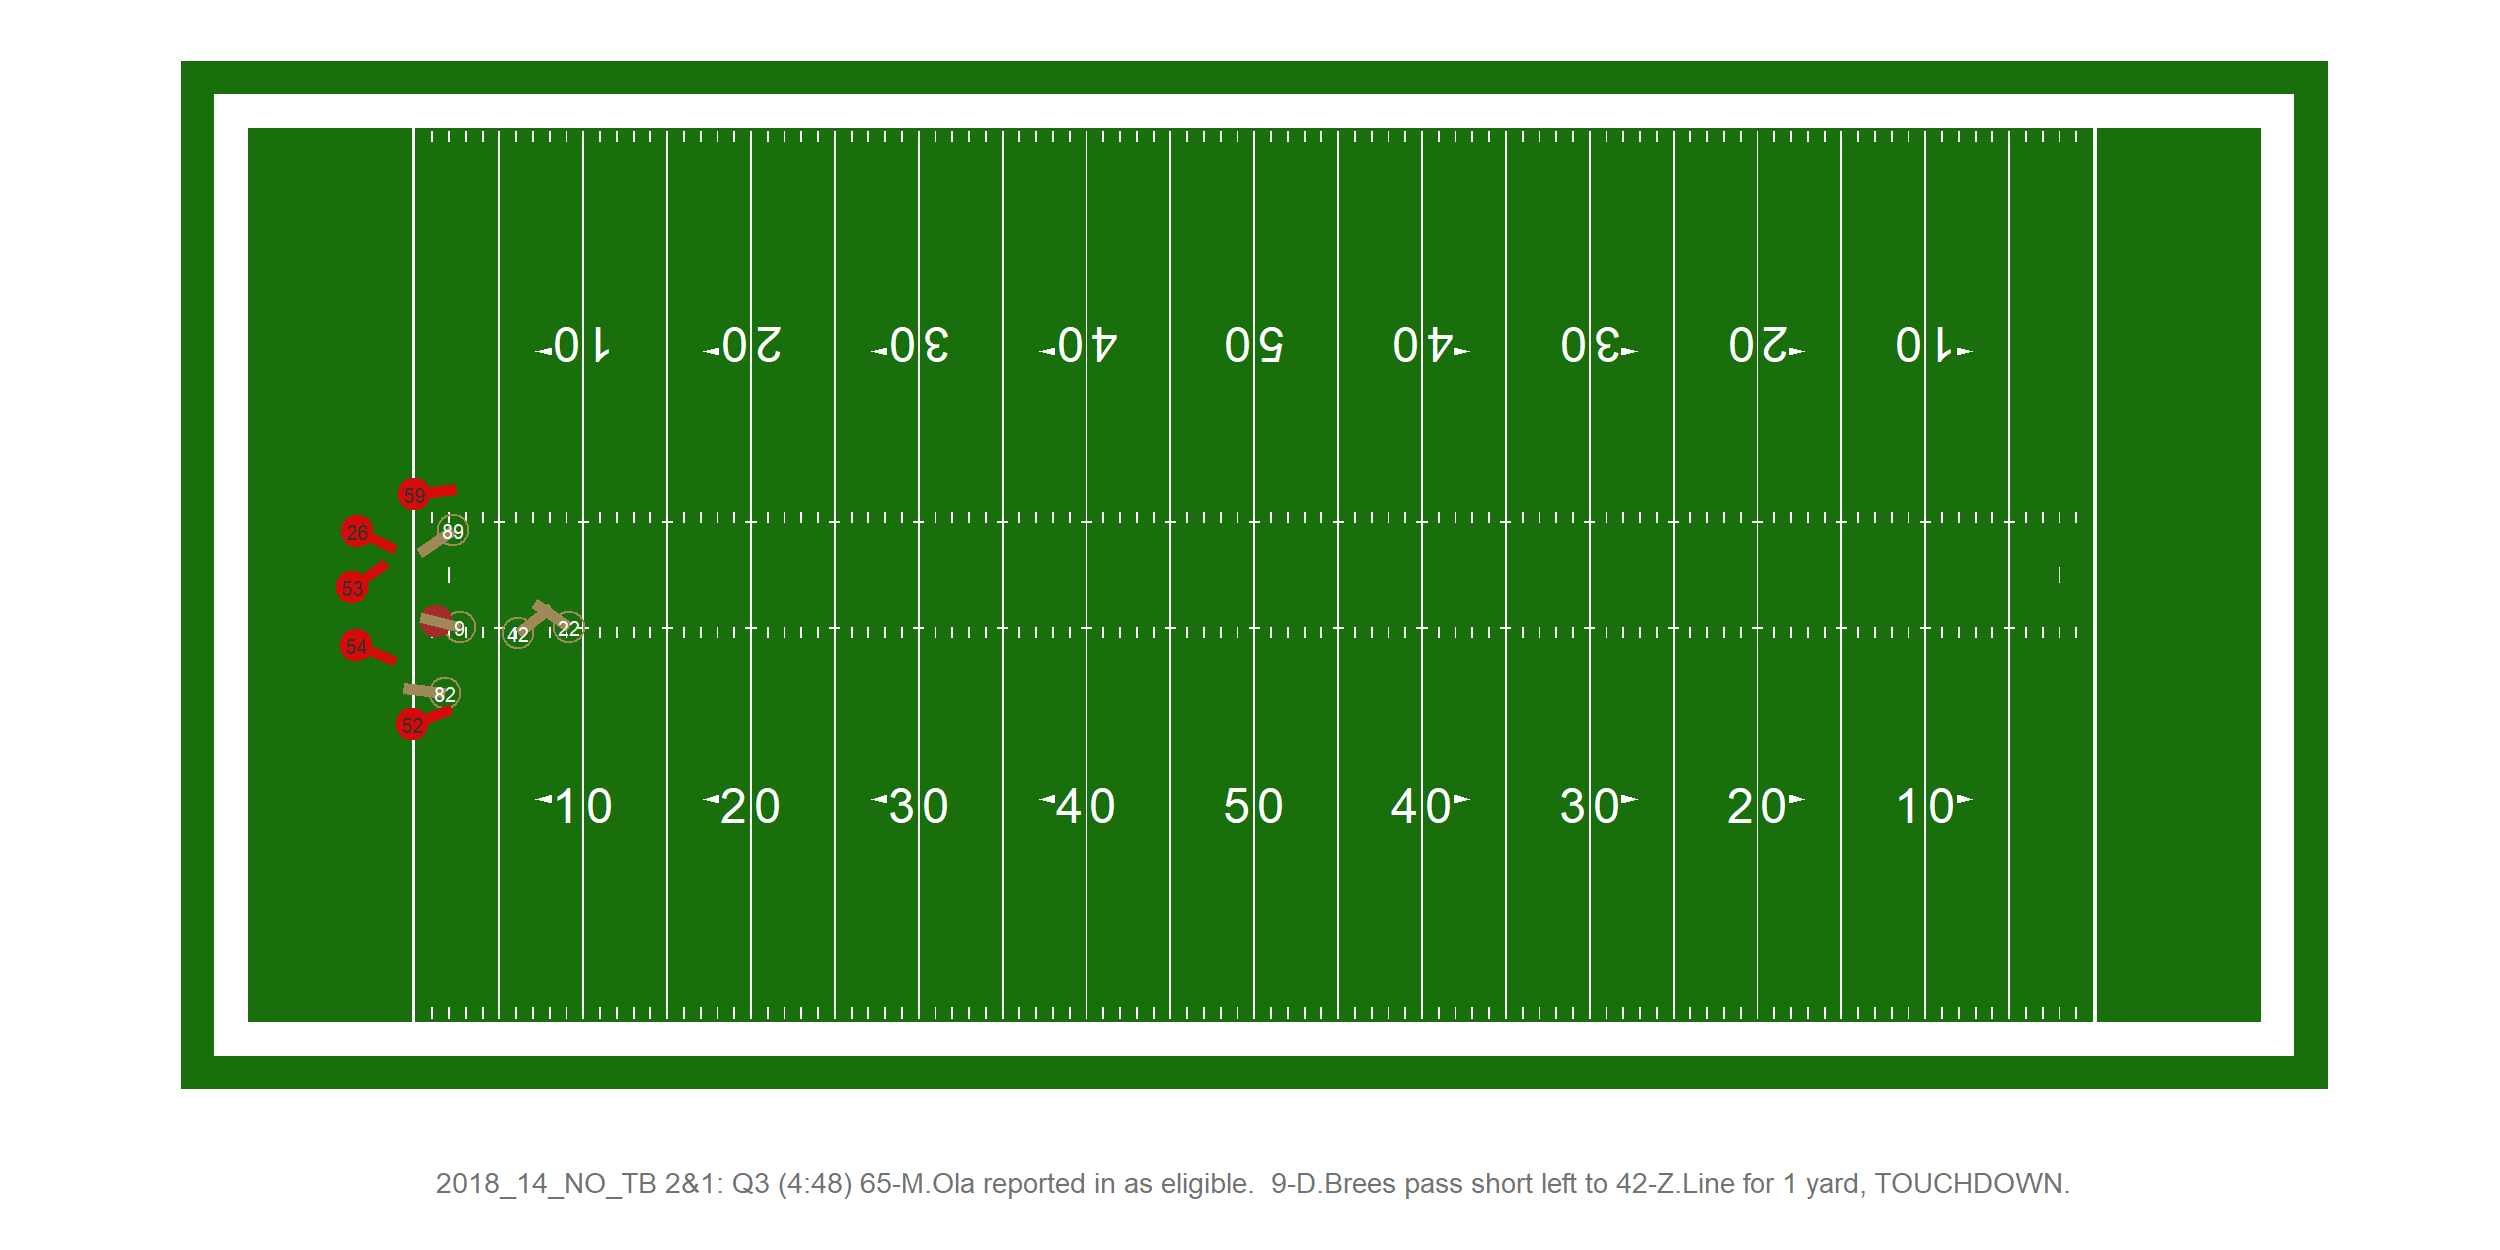 10 20 30 40 50 40 30 20 10
59
26 89
53
9 42 22
54
82
52
10 20 30 40 50 40 30 20 10
2018_14_NO_TB 2&1: Q3 (4:48) 65-M.Ola reported in as eligible.  9-D.Brees pass short left to 42-Z.Line for 1 yard, TOUCHDOWN.